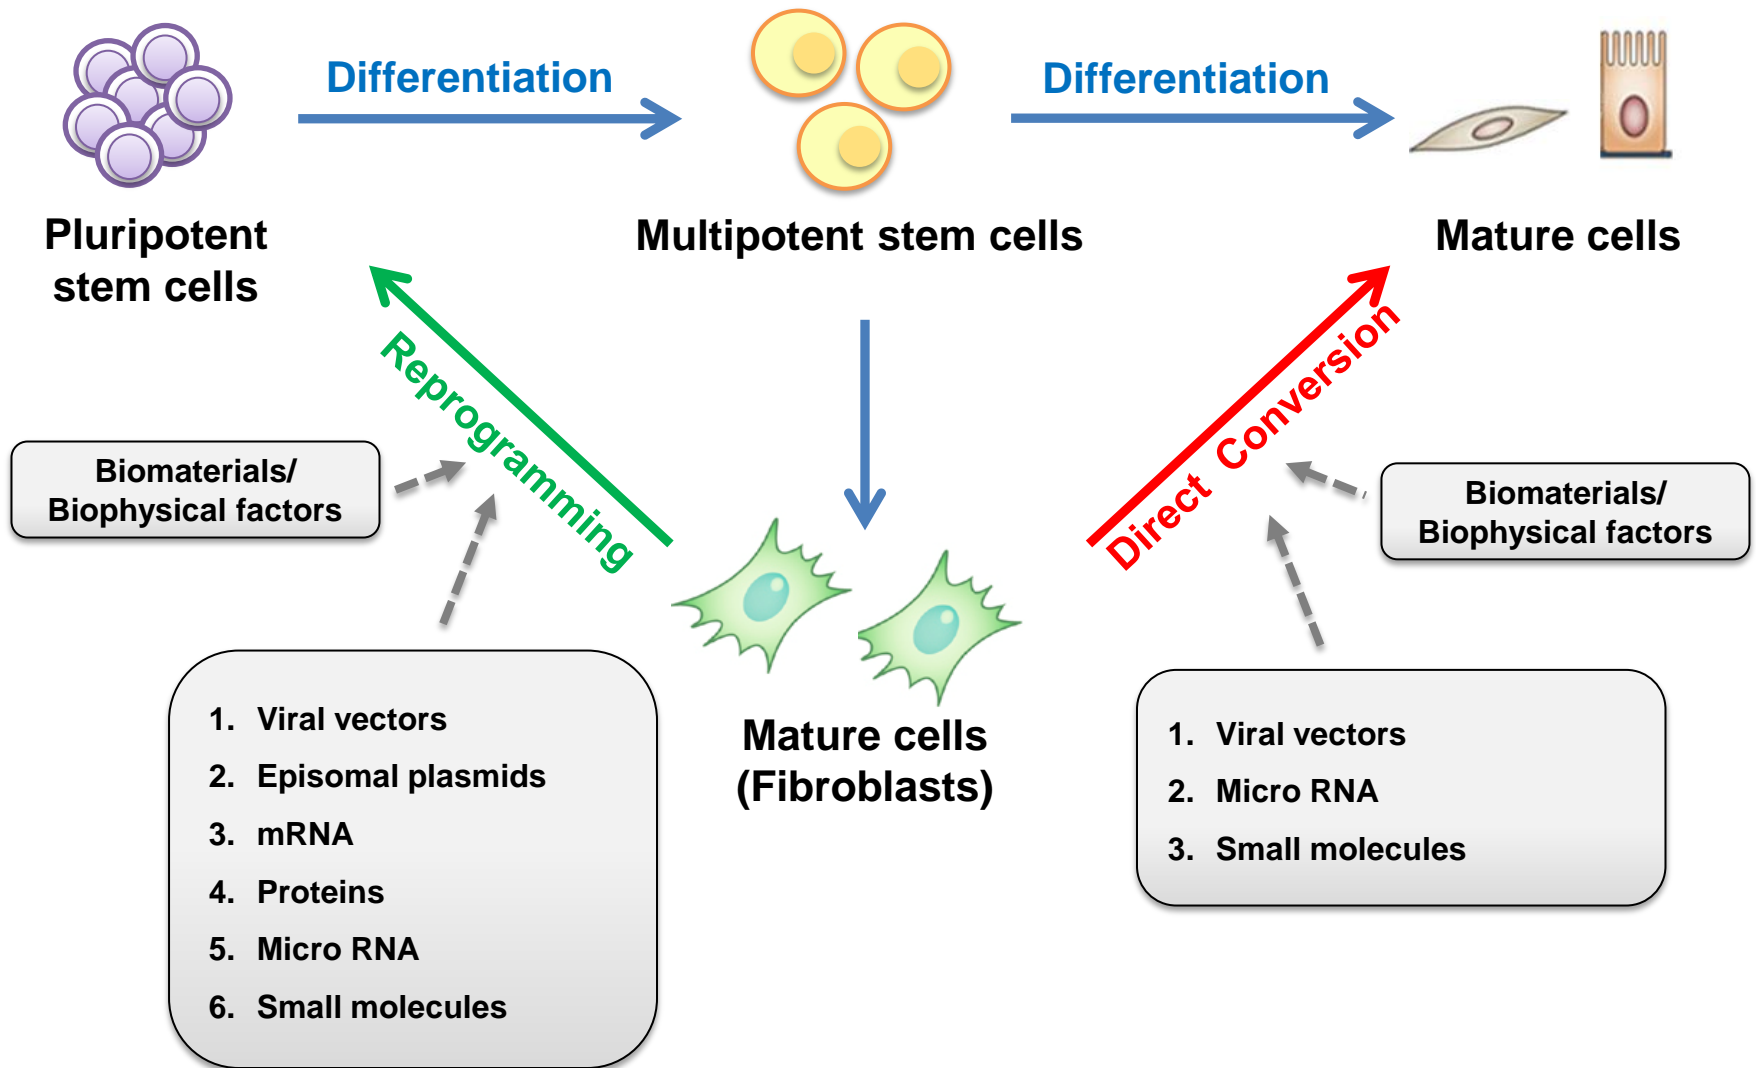 Differentiation
Differentiation
Pluripotent
stem cells
Multipotent stem cells
Mature cells
Reprogramming
Direct Conversion
Biomaterials/
Biophysical factors
Biomaterials/
Biophysical factors
1. Viral vectors
2. Episomal plasmids
3. mRNA
4. Proteins
5. Micro RNA
6. Small molecules
Mature cells
(Fibroblasts)
1. Viral vectors
2. Micro RNA
3. Small molecules